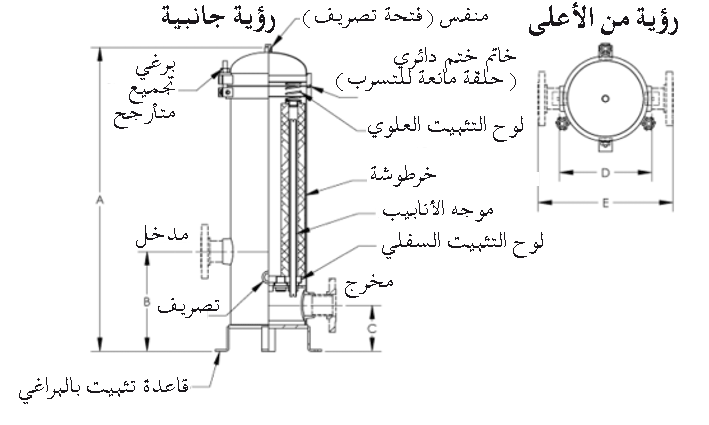 رؤية من الأعلى
رؤية جانبية
منفس (فتحة تصريف)
خاتم ختم دائري
(حلقة مانعة للتسرب)
برغي
تجميع
متأرجح
لوح التثبيت العلوي
خرطوشة
موجه الأنابيب
لوح التثبيت السفلي
مدخل
مخرج
تصريف
قاعدة تثبيت بالبراغي
A
B
C
D
E